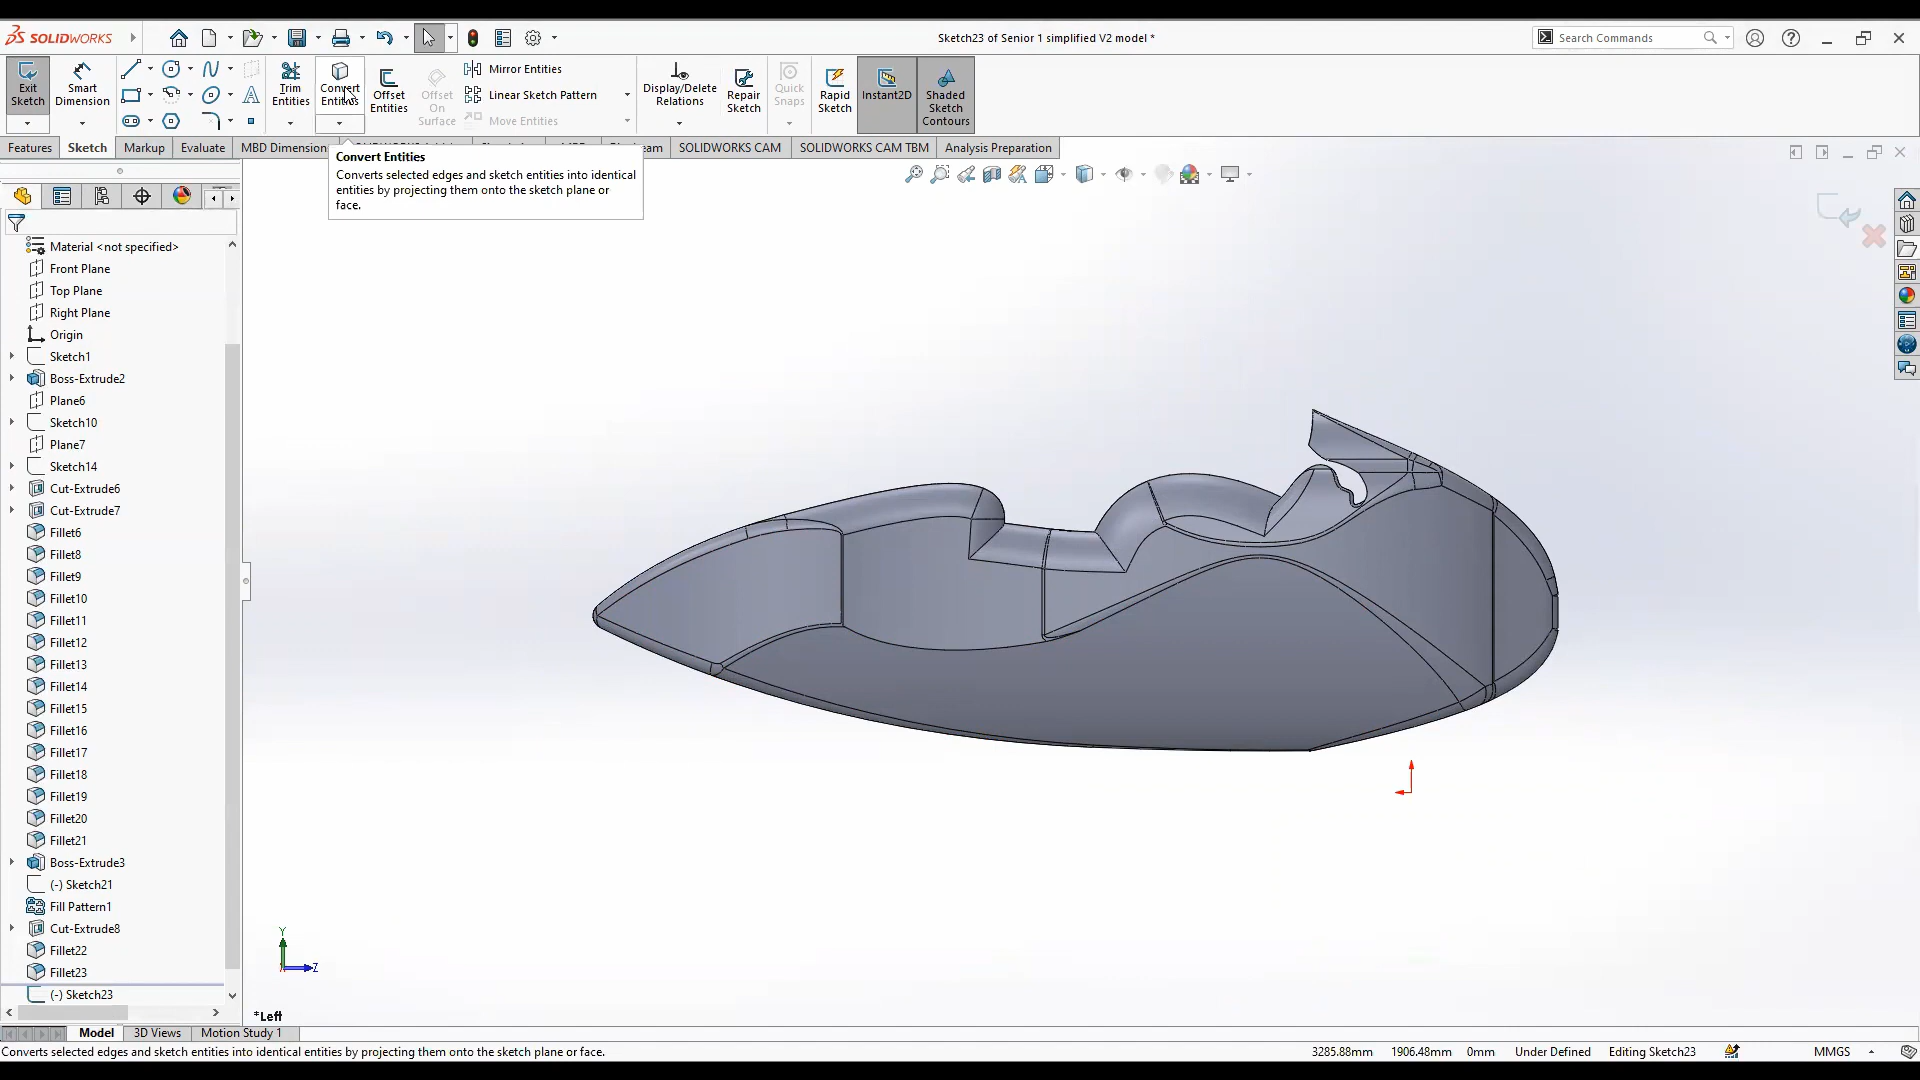 SOLIDWORKS
Sketch23 of Senior 1 simplified V2 model *
Search Commands
Exit Sketch
Smart Dimension
Trim Entities
Convert Entities
Offset Entities
Offset On Surface
Mirror Entities
Linear Sketch Pattern
Move Entities
Display/Delete Relations
Repair Sketch
Quick Snaps
Rapid Sketch
Instant2D
Shaded Sketch Contours
Features
Sketch
Markup
Evaluate
MBD Dimension
SOLIDWORKS CAM
SOLIDWORKS CAM TBM
Analysis Preparation
Convert Entities
Converts selected edges and sketch entities into identical
entities by projecting them onto the sketch plane or
face.
Material <not specified>
Front Plane
Top Plane
Right Plane
Origin
Sketch1
Boss-Extrude2
Plane6
Sketch10
Plane7
Sketch14
Cut-Extrude6
Cut-Extrude7
Fillet6
Fillet8
Fillet9
Fillet10
Fillet11
Fillet12
Fillet13
Fillet14
Fillet15
Fillet16
Fillet17
Fillet18
Fillet19
Fillet20
Fillet21
Boss-Extrude3
(-) Sketch21
Fill Pattern1
Cut-Extrude8
Fillet22
Fillet23
(-) Sketch23
Y
Z
*Left
Model
3D Views
Motion Study 1
Converts selected edges and sketch entities into identical entities by projecting them onto the sketch plane or face.
3285.88mm
1906.48mm
0mm
Under Defined
Editing Sketch23
MMGS